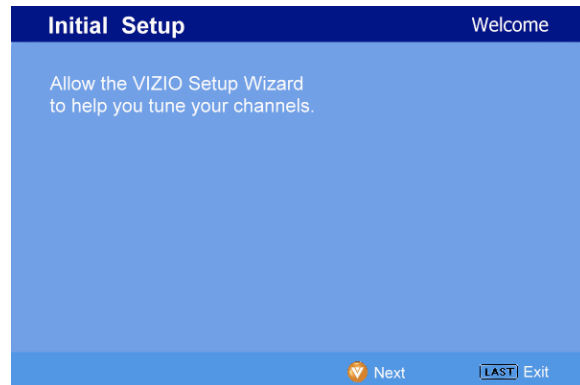 Initial Setup
Welcome
Allow the VIZIO Setup Wizard
to help you tune your channels.
V Next
LAST Exit